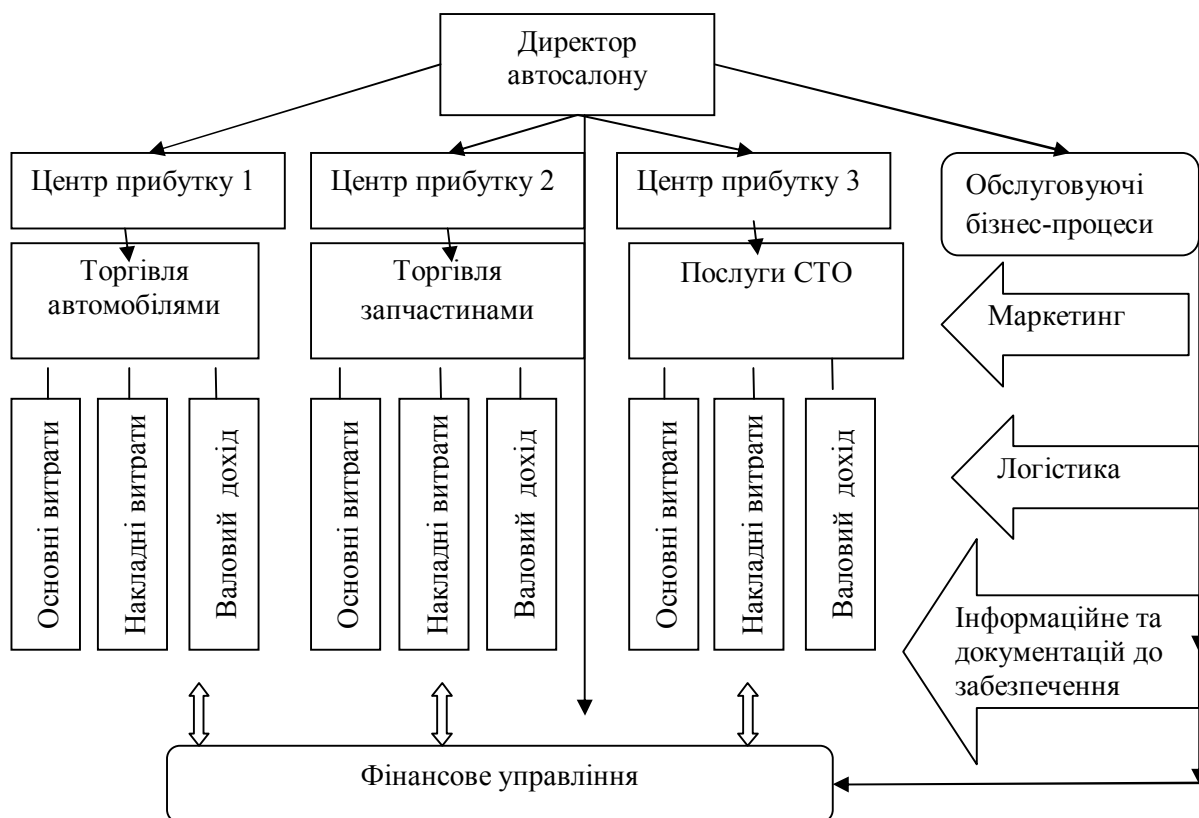 Директор
автосалону
Центр прибутку 1
Центр прибутку 2
Центр прибутку 3
Обслуговуючі
бізнес-процеси
Торгівля
автомобілями
Торгівля
запчастинами
Послуги СТО
Маркетинг
Основні витрати
Накладні витрати
Валовий дохід
Основні витрати
Накладні витрати
Валовий дохід
Основні витрати
Накладні витрати
Валовий дохід
Логістика
Інформаційне та
документацій до
забезпечення
Фінансове управління